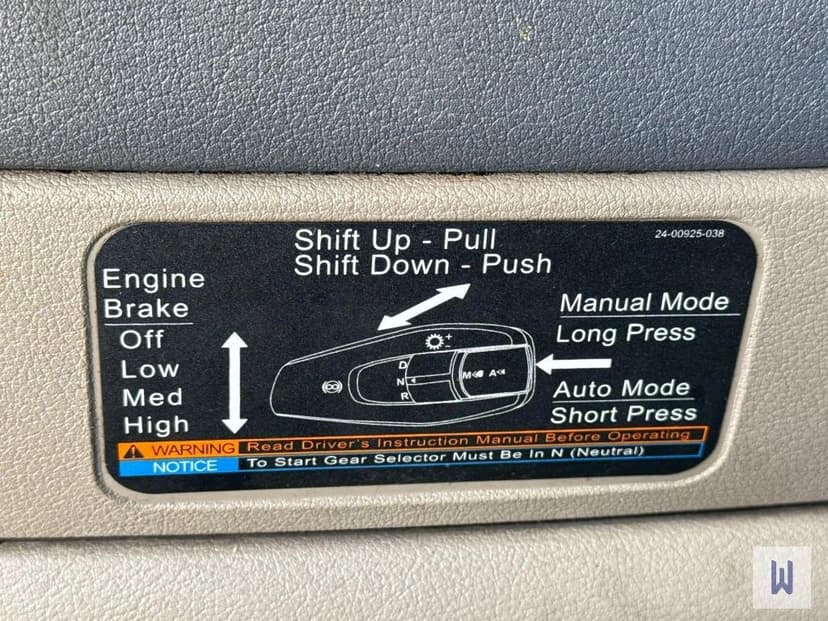 Shift Up - Pull
Shift Down - Push
24-00925-038
Engine
Brake
Off
Low
Med
High
D
N
R
+
-
M
A
Manual Mode
Long Press
Auto Mode
Short Press
WARNING Read Driver's Instruction Manual Before Operating
NOTICE To Start Gear Selector Must Be In N (Neutral)
W